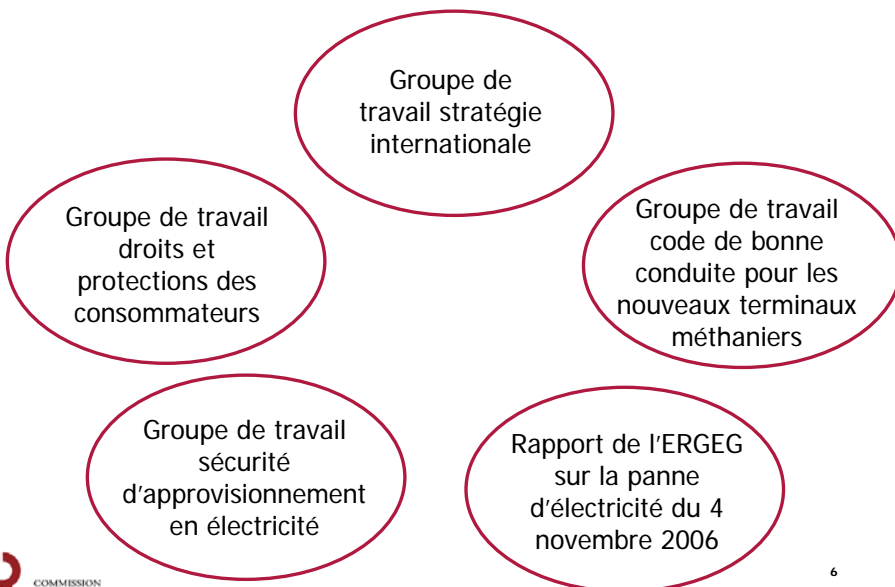 Groupe de
travail stratégie
internationale
Groupe de travail
droits et
protections des
consommateurs
Groupe de travail
code de bonne
conduite pour les
nouveaux terminaux
méthaniers
Groupe de travail
sécurité
d'approvisionnement
en électricité
Rapport de l'ERGEG
sur la panne
d'électricité du 4
novembre 2006
COMMISSION
6